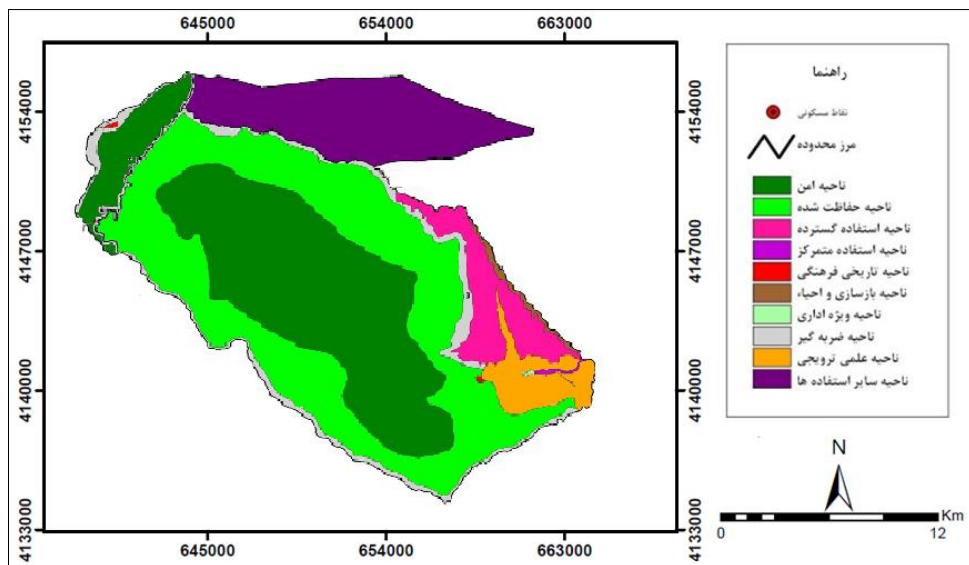 645000 654000 663000
راهنما
نقاط مسکونی
مرز محدوده
ناحیه امن
ناحیه حفاظت شده
ناحیه استفاده گسترده
ناحیه استفاده متمرکز
ناحیه تاریخی فرهنگی
ناحیه بازسازی و احیاء
ناحیه ویژه اداری
ناحیه ضربه گیر
ناحیه علمی ترویجی
ناحیه سایر استفاده ها
4154000 4154000
4147000 4147000
4140000 4140000
4133000 4133000
645000 654000 663000
N
Km
0 12